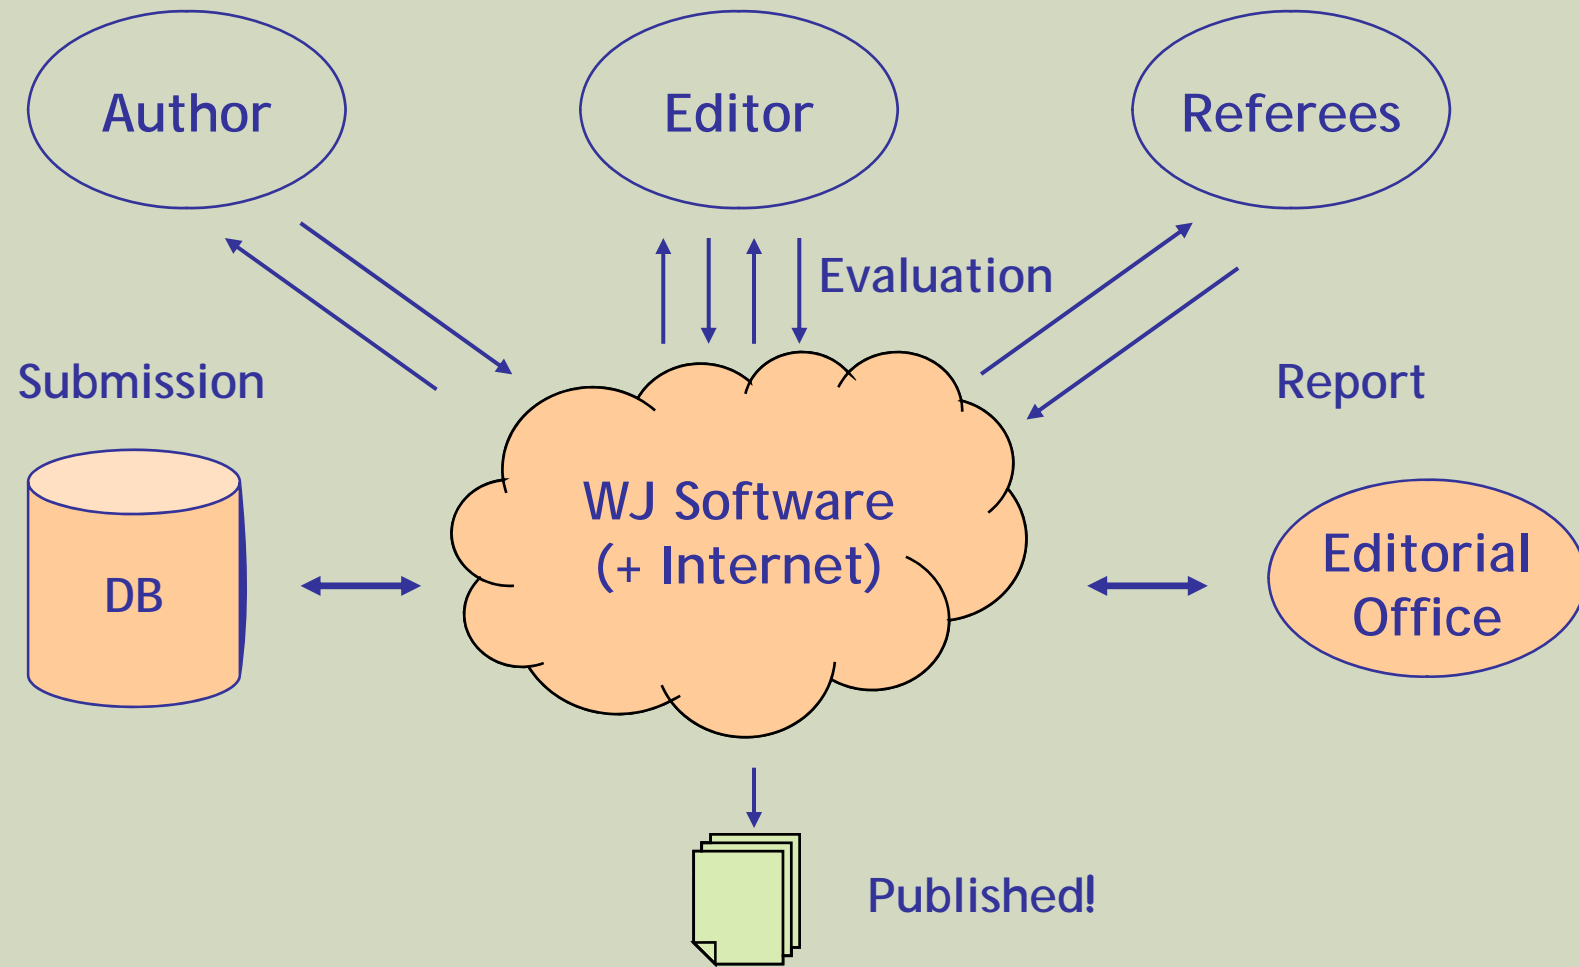 Author
Editor
Referees
Evaluation
Submission
Report
WJ Software
(+ Internet)
DB
Editorial
Office
Published!